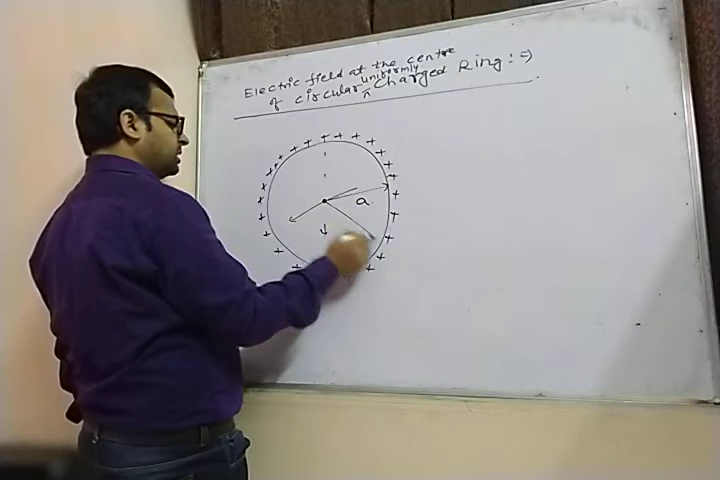 Electric field at the centre
uniformly
of circular ^ charged Ring :⇒
a